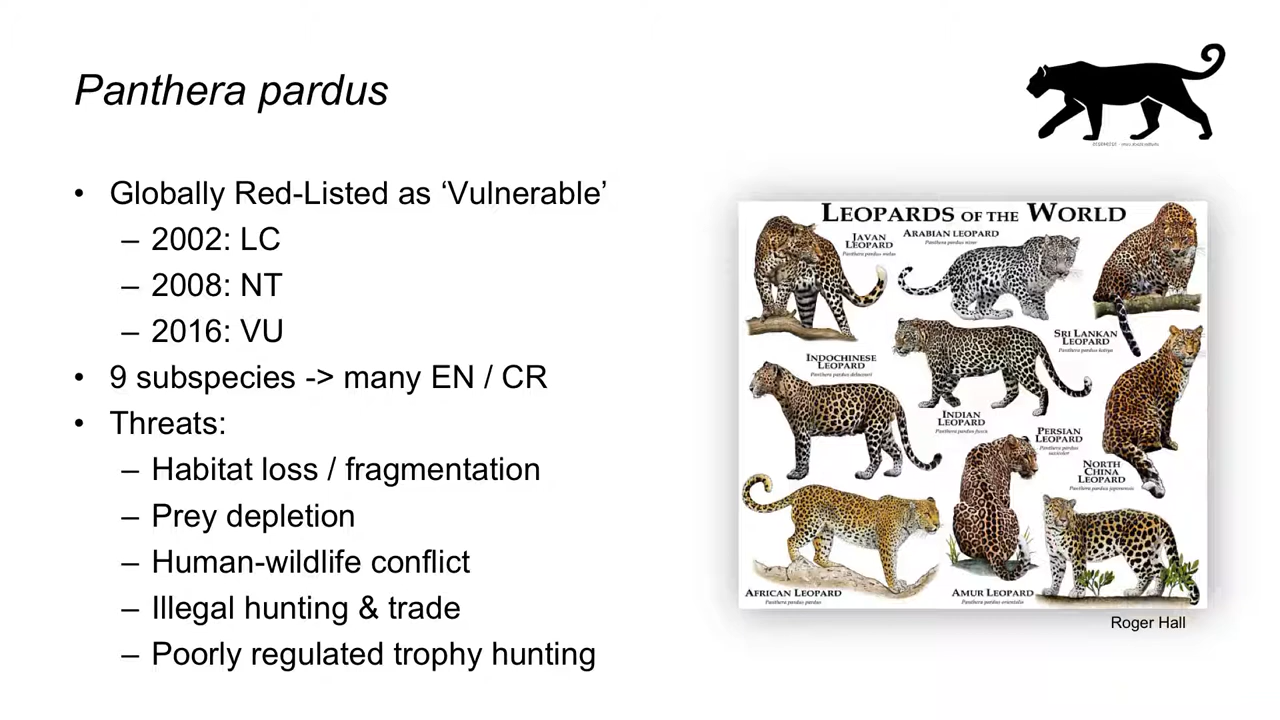 Panthera pardus
• Globally Red-Listed as ‘Vulnerable’
– 2002: LC
– 2008: NT
– 2016: VU
• 9 subspecies -> many EN / CR
• Threats:
– Habitat loss / fragmentation
– Prey depletion
– Human-wildlife conflict
– Illegal hunting & trade
– Poorly regulated trophy hunting
LEOPARDS OF THE WORLD
JAVAN
LEOPARD
Panthera pardus melas
ARABIAN LEOPARD
Panthera pardus nimr
SRI LANKAN
LEOPARD
Panthera pardus kotiya
INDOCHINESE
LEOPARD
Panthera pardus delacouri
INDIAN
LEOPARD
Panthera pardus fusca
PERSIAN
LEOPARD
Panthera pardus
saxicolor
NORTH
CHINA
LEOPARD
Panthera pardus japonensis
AFRICAN LEOPARD
Panthera pardus pardus
AMUR LEOPARD
Panthera pardus orientalis
Roger Hall